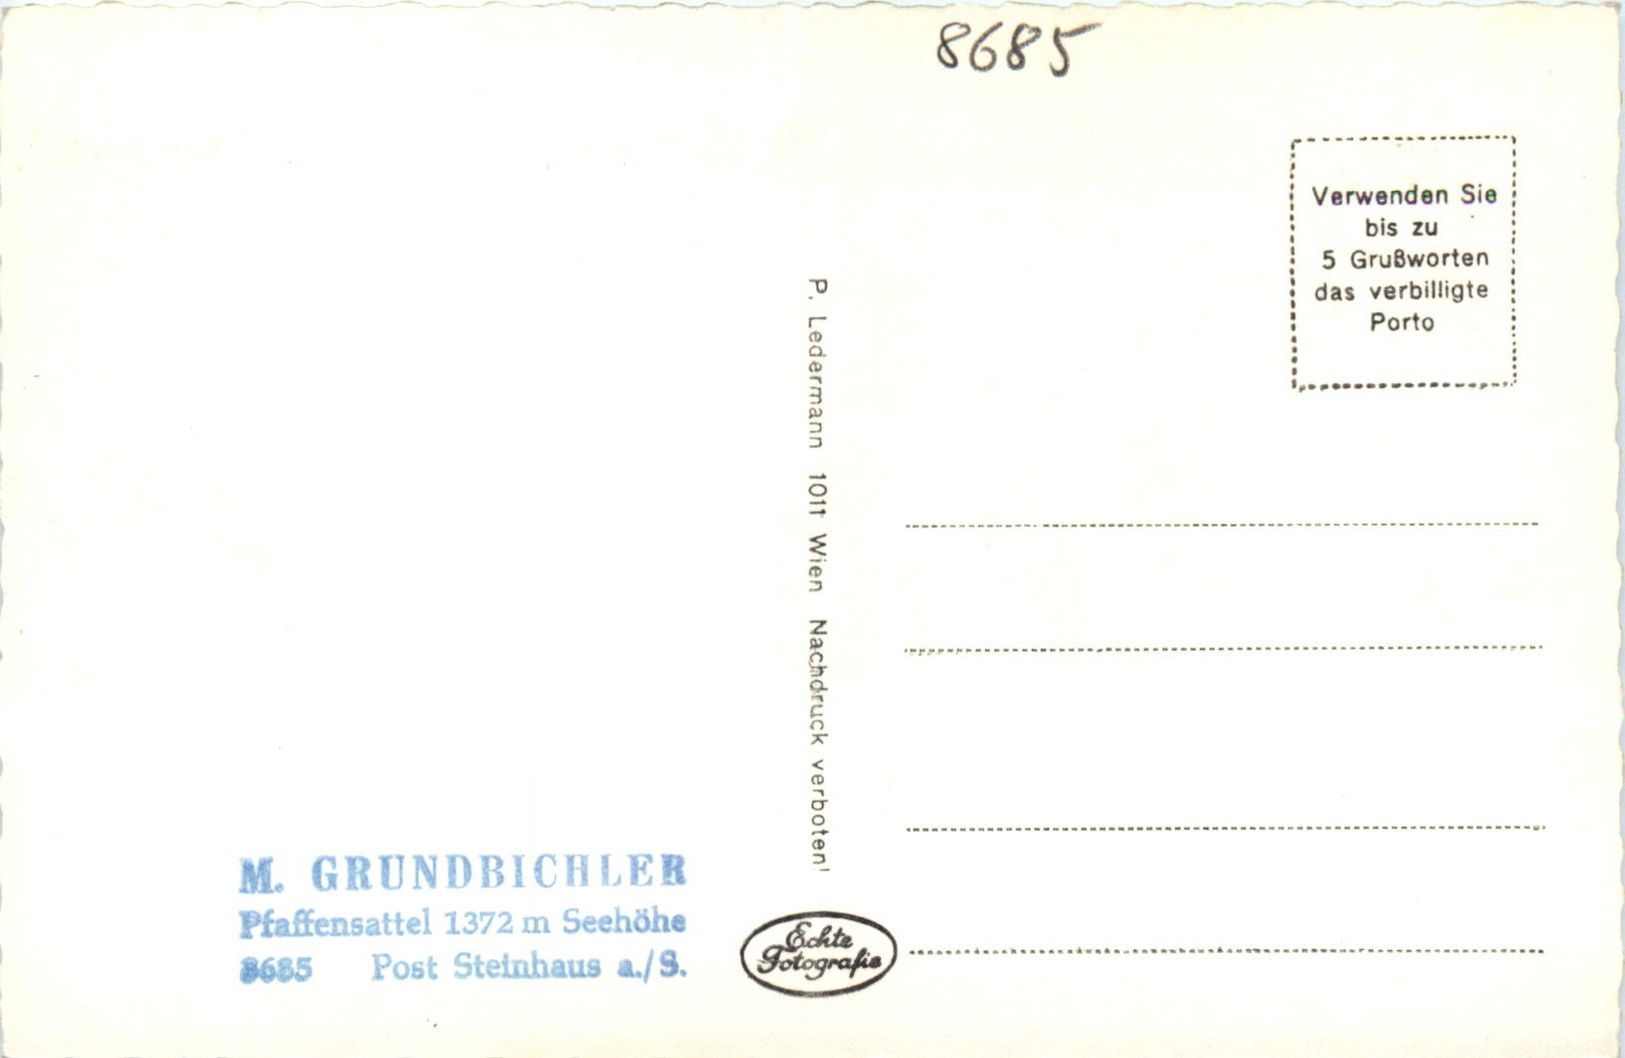 8685
Verwenden Sie
bis zu
5 Grußworten
das verbilligte
Porto
P. Ledermann 1011 Wien Nachdruck verboten!
M. GRUNDBICHLER
Pfaffensattel 1372 m Seehöhe
8685 Post Steinhaus a./S.
Echte
Fotografie